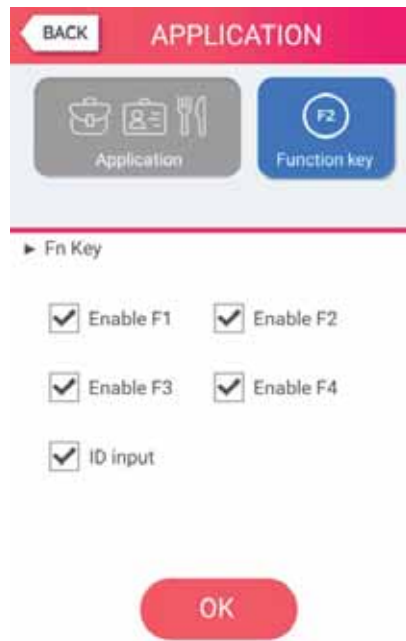 BACK APPLICATION
F2
Application Function key
► Fn Key
Enable F1 Enable F2
Enable F3 Enable F4
ID input
OK